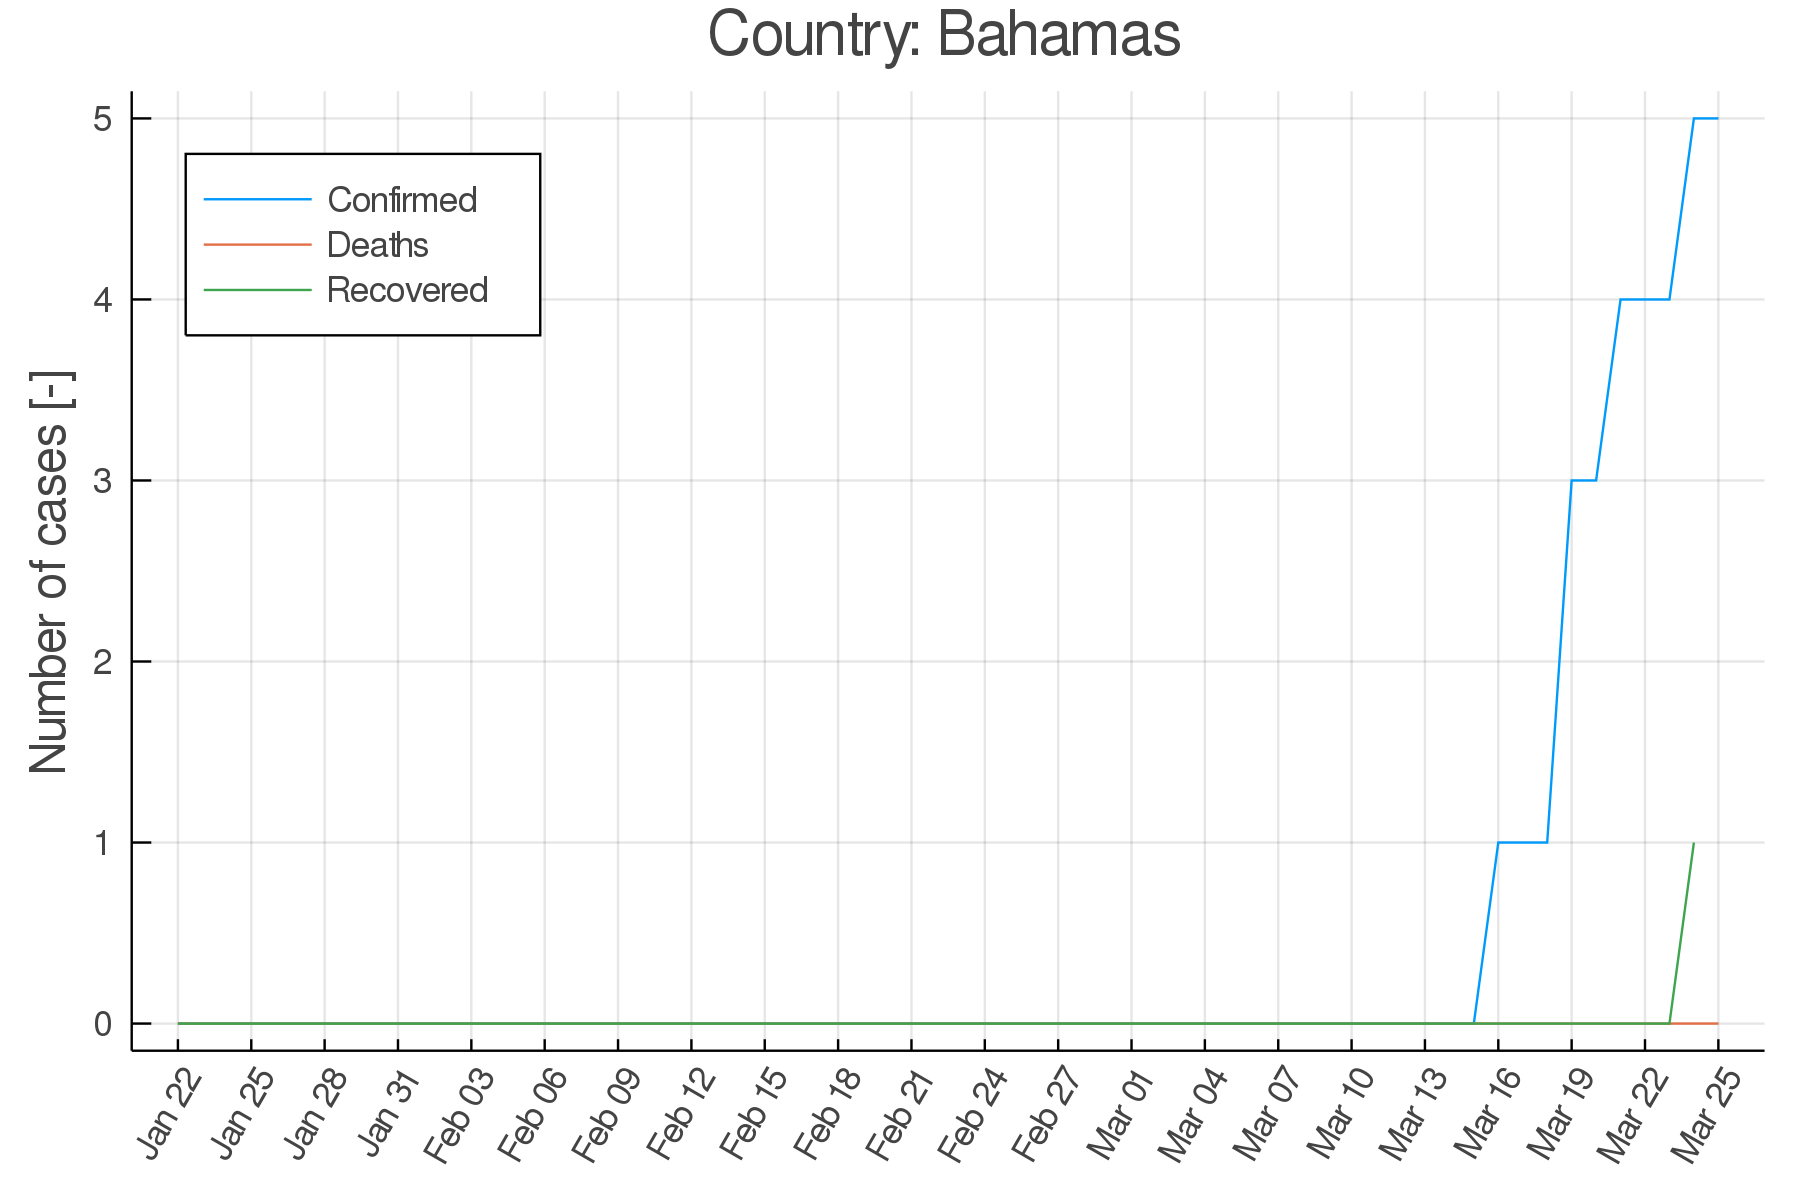 Country: Bahamas
Number of cases [-]
5
4
3
2
1
0
Confirmed
Deaths
Recovered
Jan 22
Jan 25
Jan 28
Jan 31
Feb 03
Feb 06
Feb 09
Feb 12
Feb 15
Feb 18
Feb 21
Feb 24
Feb 27
Mar 01
Mar 04
Mar 07
Mar 10
Mar 13
Mar 16
Mar 19
Mar 22
Mar 25